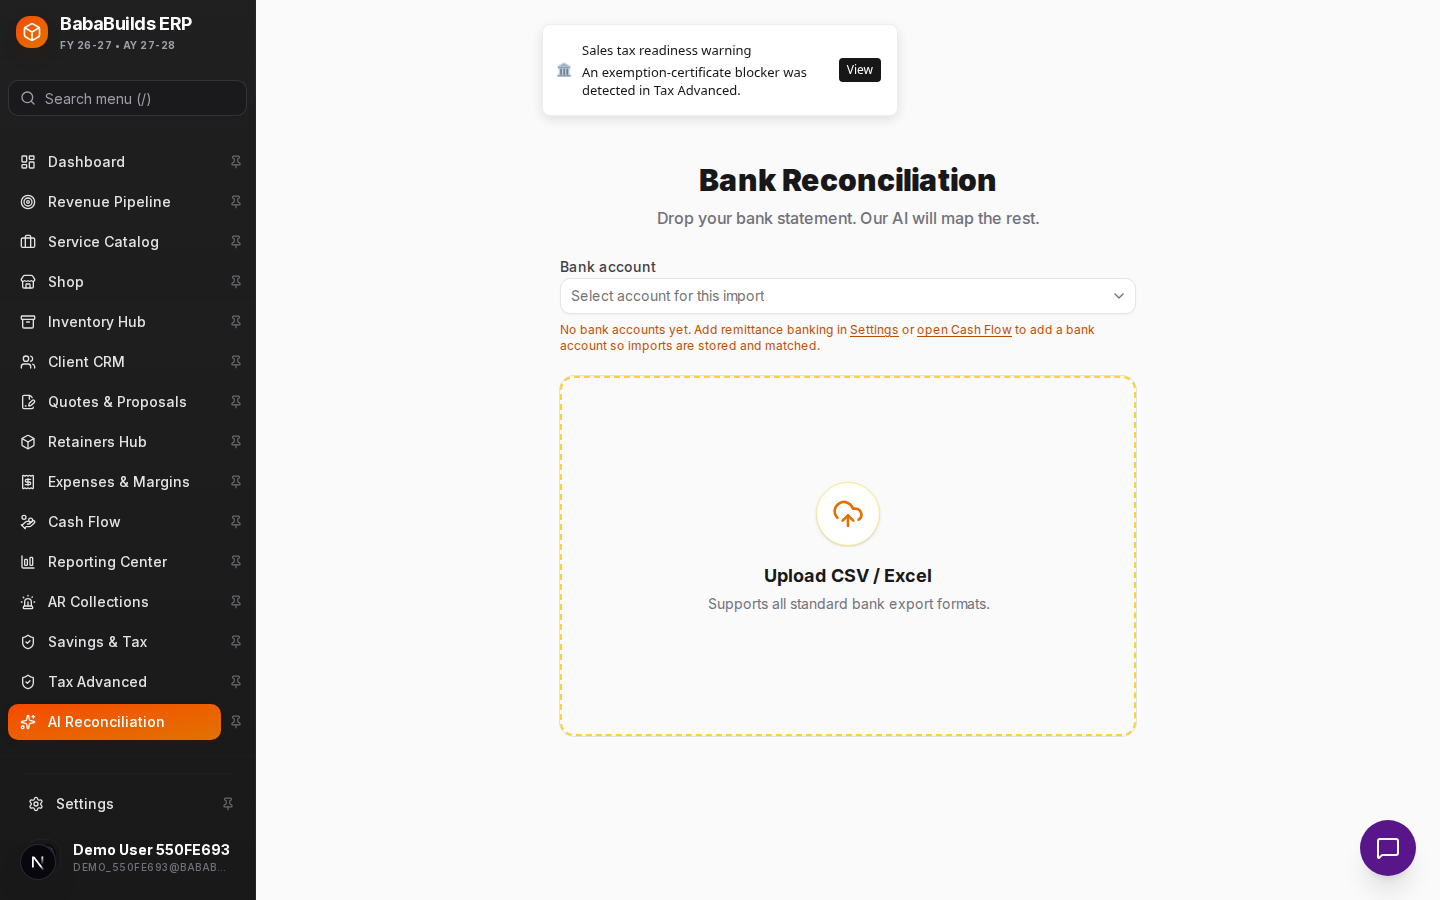 BabaBuilds ERP
FY 26-27 • AY 27-28
Search menu (/)
Dashboard
Revenue Pipeline
Service Catalog
Shop
Inventory Hub
Client CRM
Quotes & Proposals
Retainers Hub
Expenses & Margins
Cash Flow
Reporting Center
AR Collections
Savings & Tax
Tax Advanced
AI Reconciliation
Settings
N
Demo User 550FE693
DEMO_550FE693@BABAB...
Sales tax readiness warning
An exemption-certificate blocker was
detected in Tax Advanced.
View
Bank Reconciliation
Drop your bank statement. Our AI will map the rest.
Bank account
Select account for this import
No bank accounts yet. Add remittance banking in Settings or open Cash Flow to add a bank
account so imports are stored and matched.
Upload CSV / Excel
Supports all standard bank export formats.